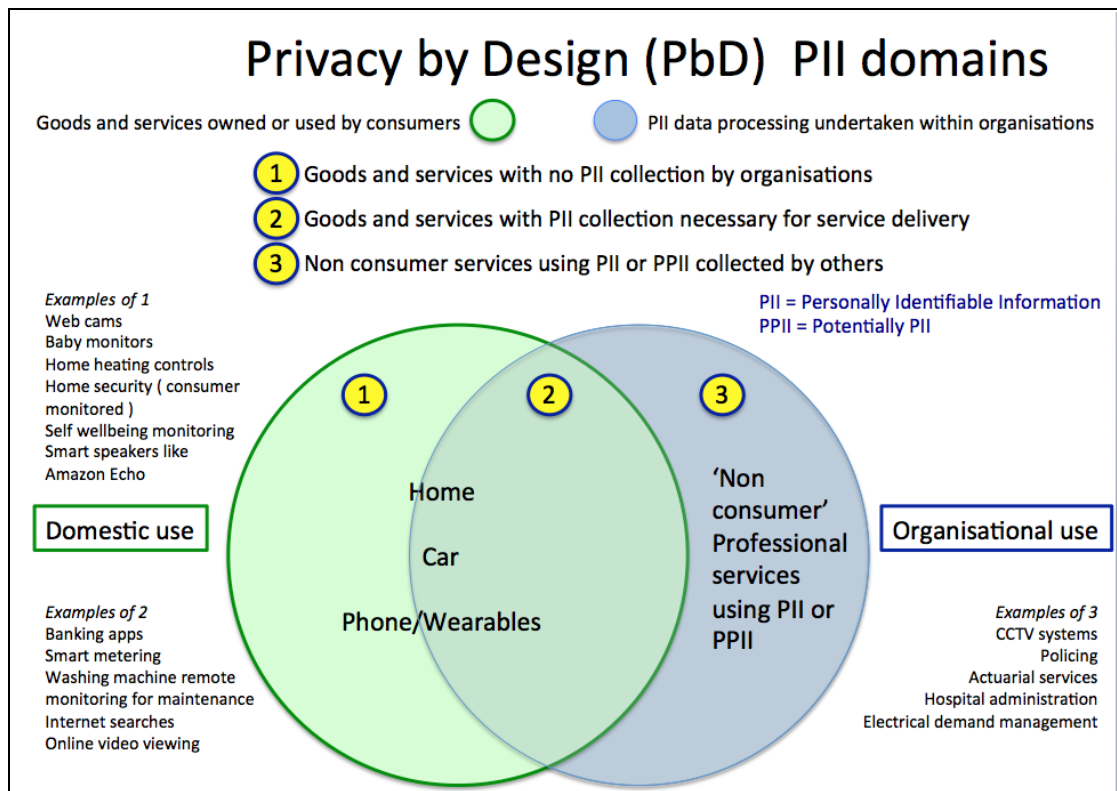 Privacy by Design (PbD)  PII domains
Goods and services owned or used by consumers
PII data processing undertaken within organisations
1 Goods and services with no PII collection by organisations
2 Goods and services with PII collection necessary for service delivery
3 Non consumer services using PII or PPII collected by others
Examples of 1
Web cams
Baby monitors
Home heating controls
Home security ( consumer
monitored )
Self wellbeing monitoring
Smart speakers like
Amazon Echo
PII = Personally Identifiable Information
PPII = Potentially PII
1
2
3
Home
Car
Phone/Wearables
‘Non
consumer’
Professional
services
using PII or
PPII
Domestic use
Organisational use
Examples of 2
Banking apps
Smart metering
Washing machine remote
monitoring for maintenance
Internet searches
Online video viewing
Examples of 3
CCTV systems
Policing
Actuarial services
Hospital administration
Electrical demand management